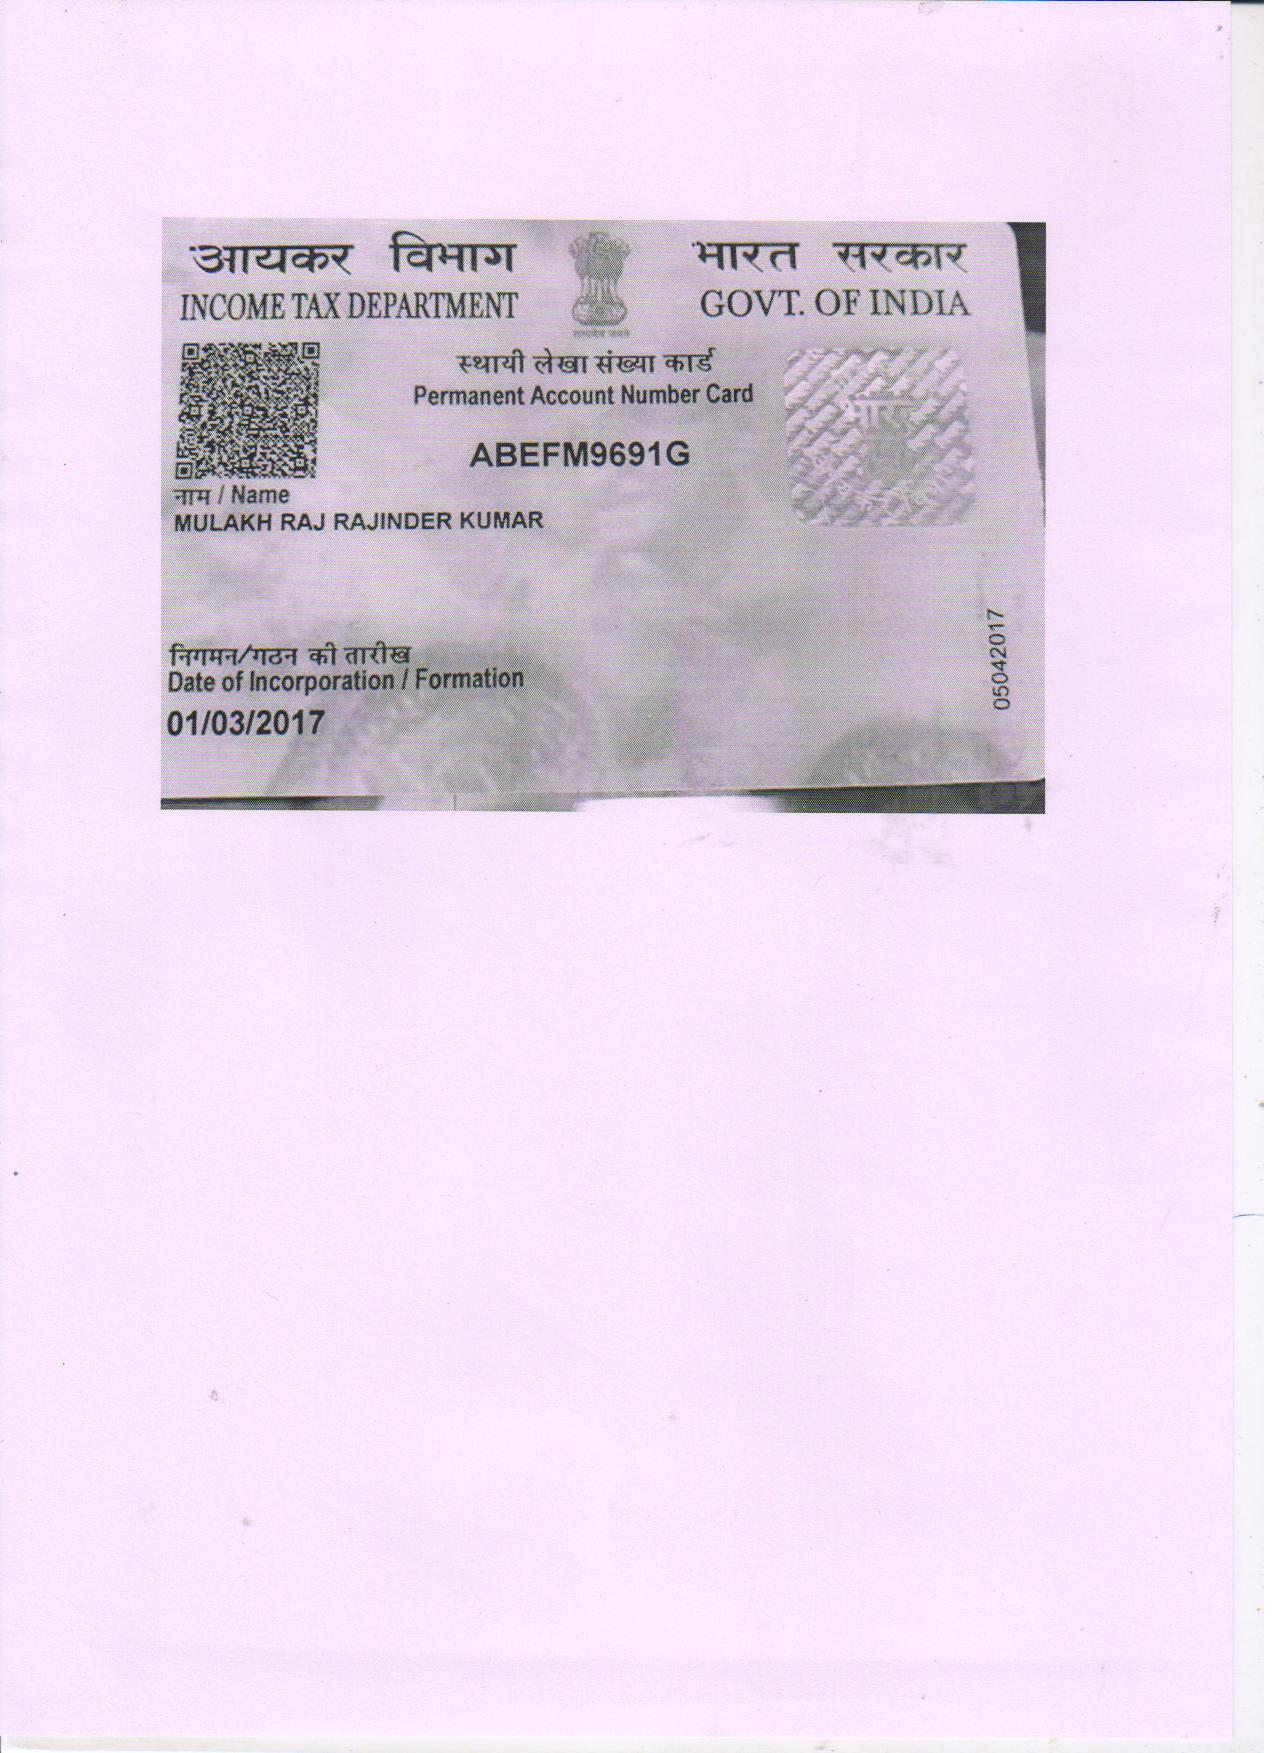 आयकर विभाग
INCOME TAX DEPARTMENT
भारत सरकार
GOVT. OF INDIA
स्थायी लेखा संख्या कार्ड
Permanent Account Number Card
ABEFM9691G
नाम / Name
MULAKH RAJ RAJINDER KUMAR
निगमन/गठन की तारीख
Date of Incorporation / Formation
01/03/2017
05042017